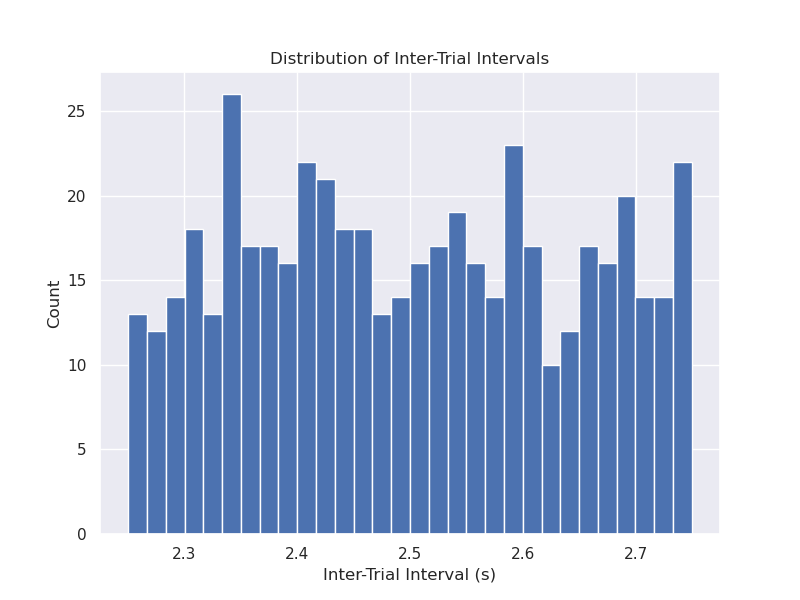 Distribution of Inter-Trial Intervals
Count
25
20
15
10
5
0
2.3 2.4 2.5 2.6 2.7
Inter-Trial Interval (s)